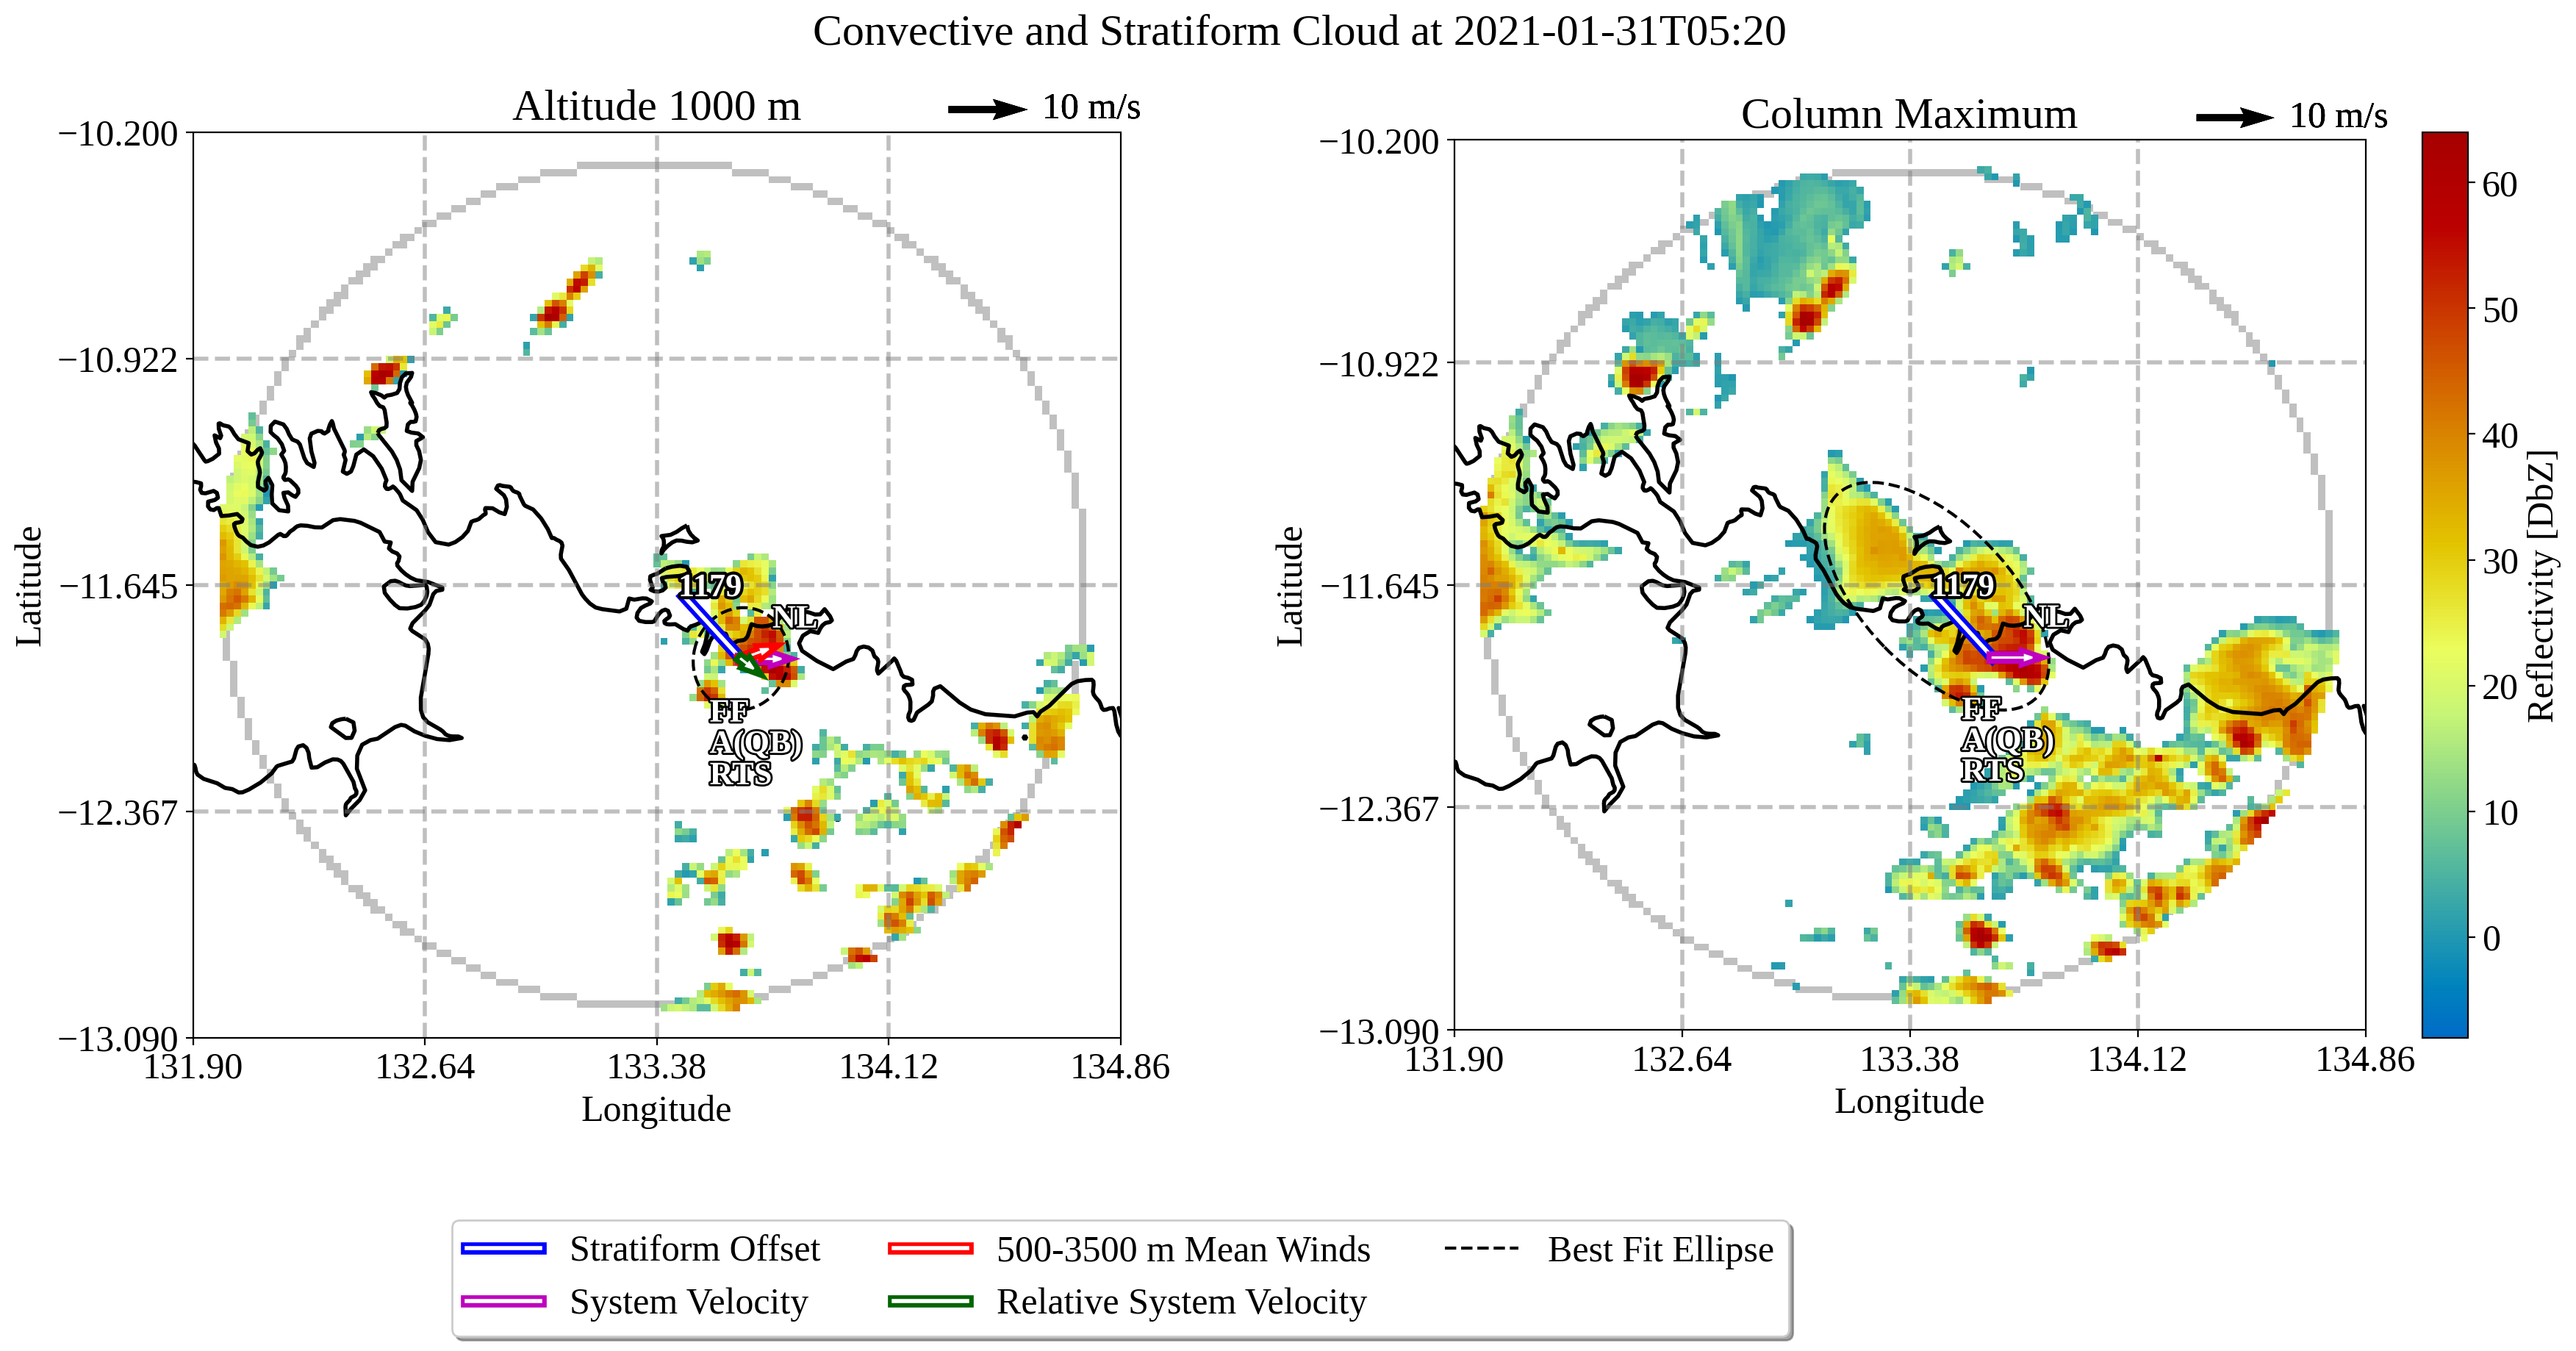 Convective and Stratiform Cloud at 2021-01-31T05:20
Altitude 1000 m
10 m/s
−10.200
−10.922
−11.645
−12.367
−13.090
Latitude
131.90
132.64
133.38
134.12
134.86
Longitude
1179
NL
FF
A(QB)
RTS
Column Maximum
10 m/s
−10.200
−10.922
−11.645
−12.367
−13.090
Latitude
131.90
132.64
133.38
134.12
134.86
Longitude
1179
NL
FF
A(QB)
RTS
60
50
40
30
20
10
0
Reflectivity [DbZ]
Stratiform Offset
System Velocity
500-3500 m Mean Winds
Relative System Velocity
Best Fit Ellipse